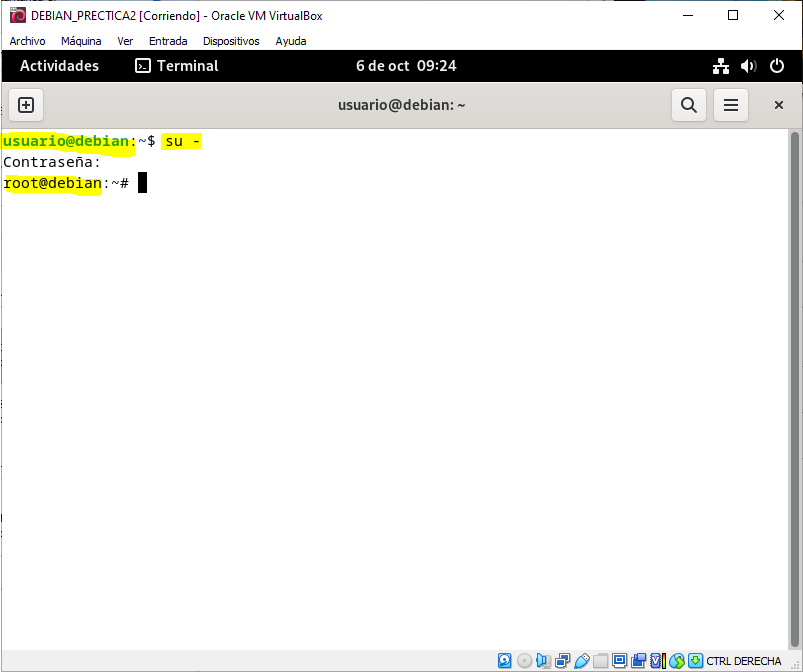 DEBIAN_PRECTICA2 [Corriendo] - Oracle VM VirtualBox
Archivo Máquina Ver Entrada Dispositivos Ayuda
Actividades Terminal 6 de oct 09:24
usuario@debian: ~
usuario@debian:~$ su -
Contraseña:
root@debian:~#
CTRL DERECHA